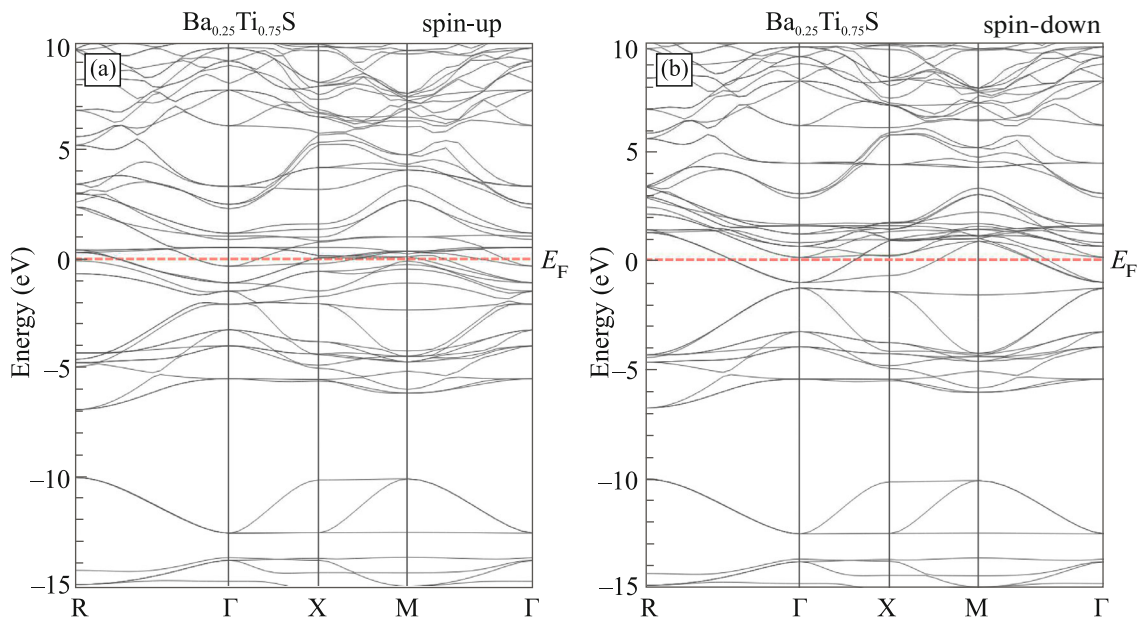 Ba0.25Ti0.75S spin-up
(a)
10
5
0
–5
–10
–15
Energy (eV)
EF
R Γ X M Γ
Ba0.25Ti0.75S spin-down
(b)
10
5
0
–5
–10
–15
Energy (eV)
EF
R Γ X M Γ